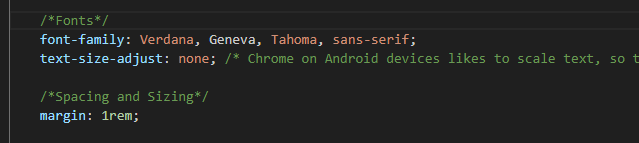 /*Fonts*/
font-family: Verdana, Geneva, Tahoma, sans-serif;
text-size-adjust: none; /* Chrome on Android devices likes to scale text, so
/*Spacing and Sizing*/
margin: 1rem;